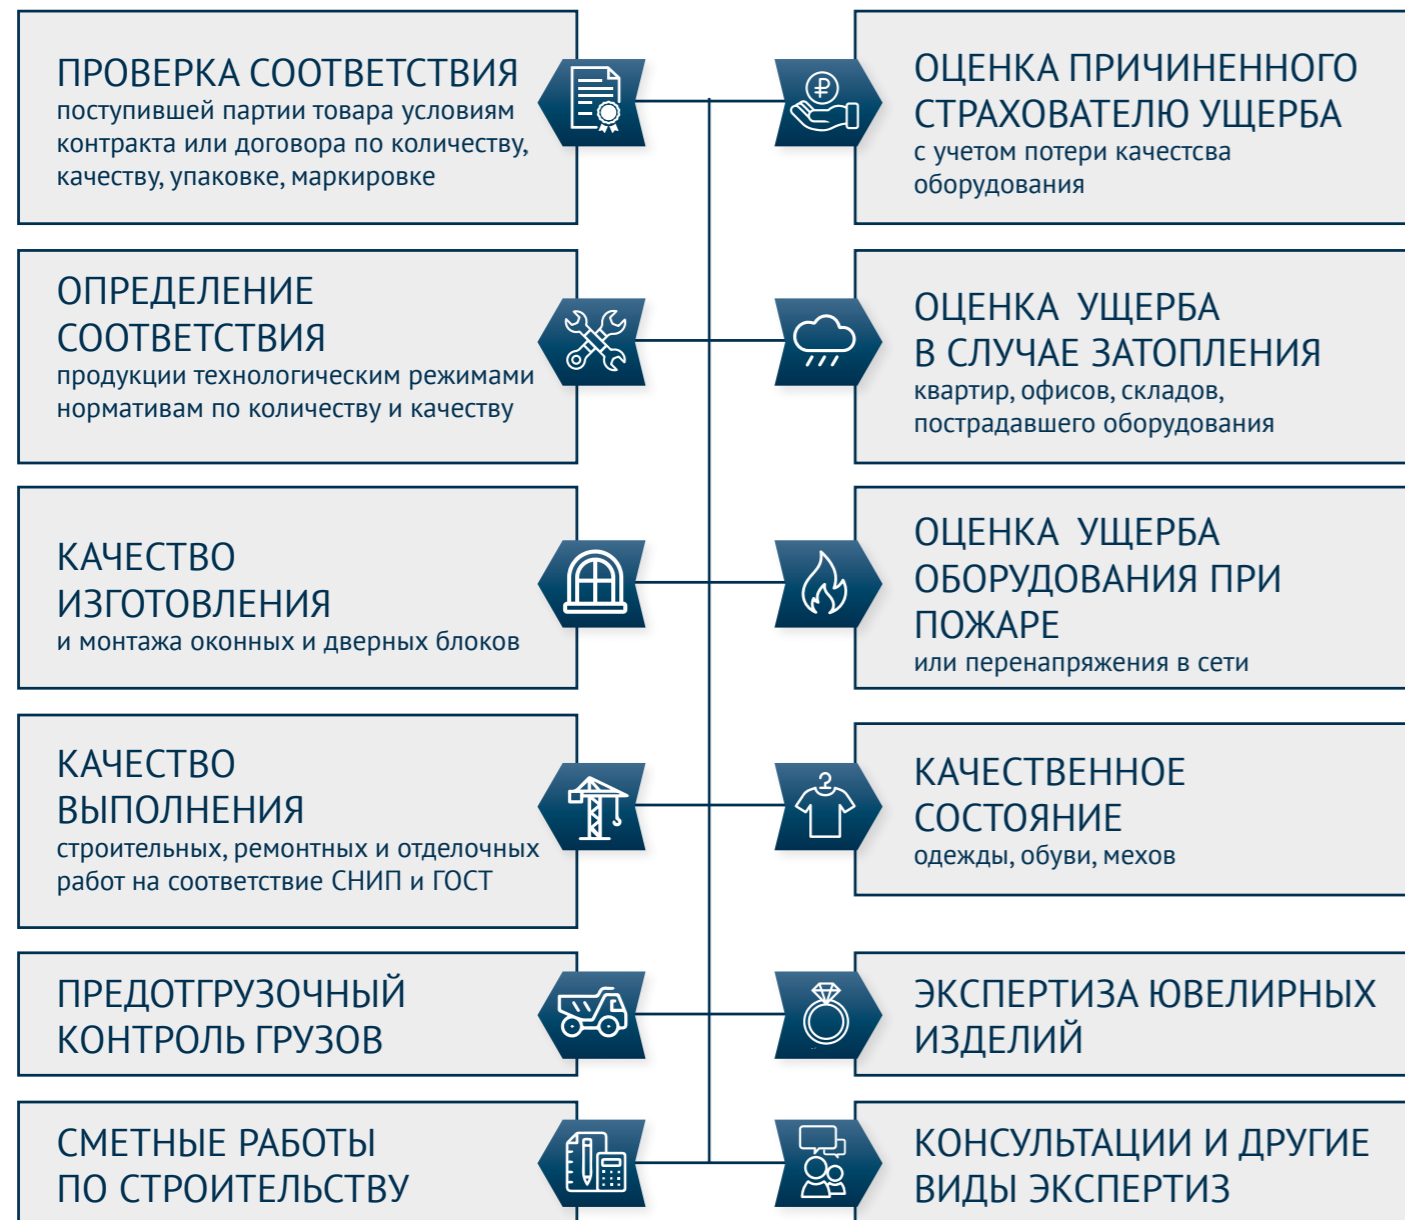 ПРОВЕРКА СООТВЕТСТВИЯ
поступившей партии товара условиям
контракта или договора по количеству,
качеству, упаковке, маркировке
ОПРЕДЕЛЕНИЕ
СООТВЕТСТВИЯ
продукции технологическим режимами
нормативам по количеству и качеству
КАЧЕСТВО
ИЗГОТОВЛЕНИЯ
и монтажа оконных и дверных блоков
КАЧЕСТВО
ВЫПОЛНЕНИЯ
строительных, ремонтных и отделочных
работ на соответствие СНИП и ГОСТ
ПРЕДОТГРУЗОЧНЫЙ
КОНТРОЛЬ ГРУЗОВ
СМЕТНЫЕ РАБОТЫ
ПО СТРОИТЕЛЬСТВУ
ОЦЕНКА ПРИЧИНЕННОГО
СТРАХОВАТЕЛЮ УЩЕРБА
с учетом потери качестсва
оборудования
ОЦЕНКА УЩЕРБА
В СЛУЧАЕ ЗАТОПЛЕНИЯ
квартир, офисов, складов,
пострадавшего оборудования
ОЦЕНКА УЩЕРБА
ОБОРУДОВАНИЯ ПРИ
ПОЖАРЕ
или перенапряжения в сети
КАЧЕСТВЕННОЕ
СОСТОЯНИЕ
одежды, обуви, мехов
ЭКСПЕРТИЗА ЮВЕЛИРНЫХ
ИЗДЕЛИЙ
КОНСУЛЬТАЦИИ И ДРУГИЕ
ВИДЫ ЭКСПЕРТИЗ